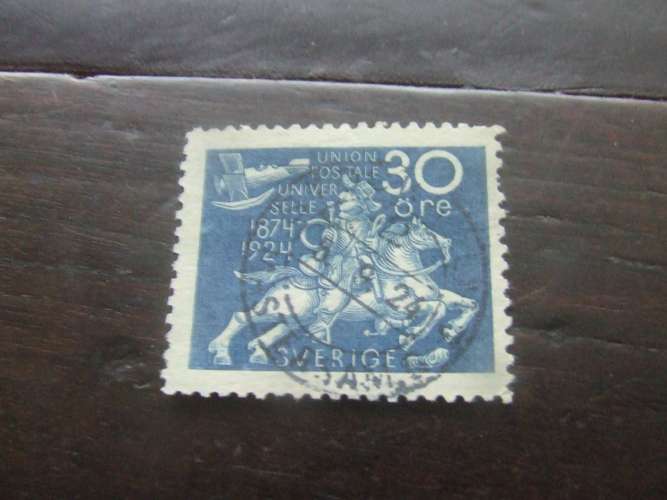 UNION
POSTALE
UNIVER
SELLE
1874-
1924
30
öre
SVERIGE